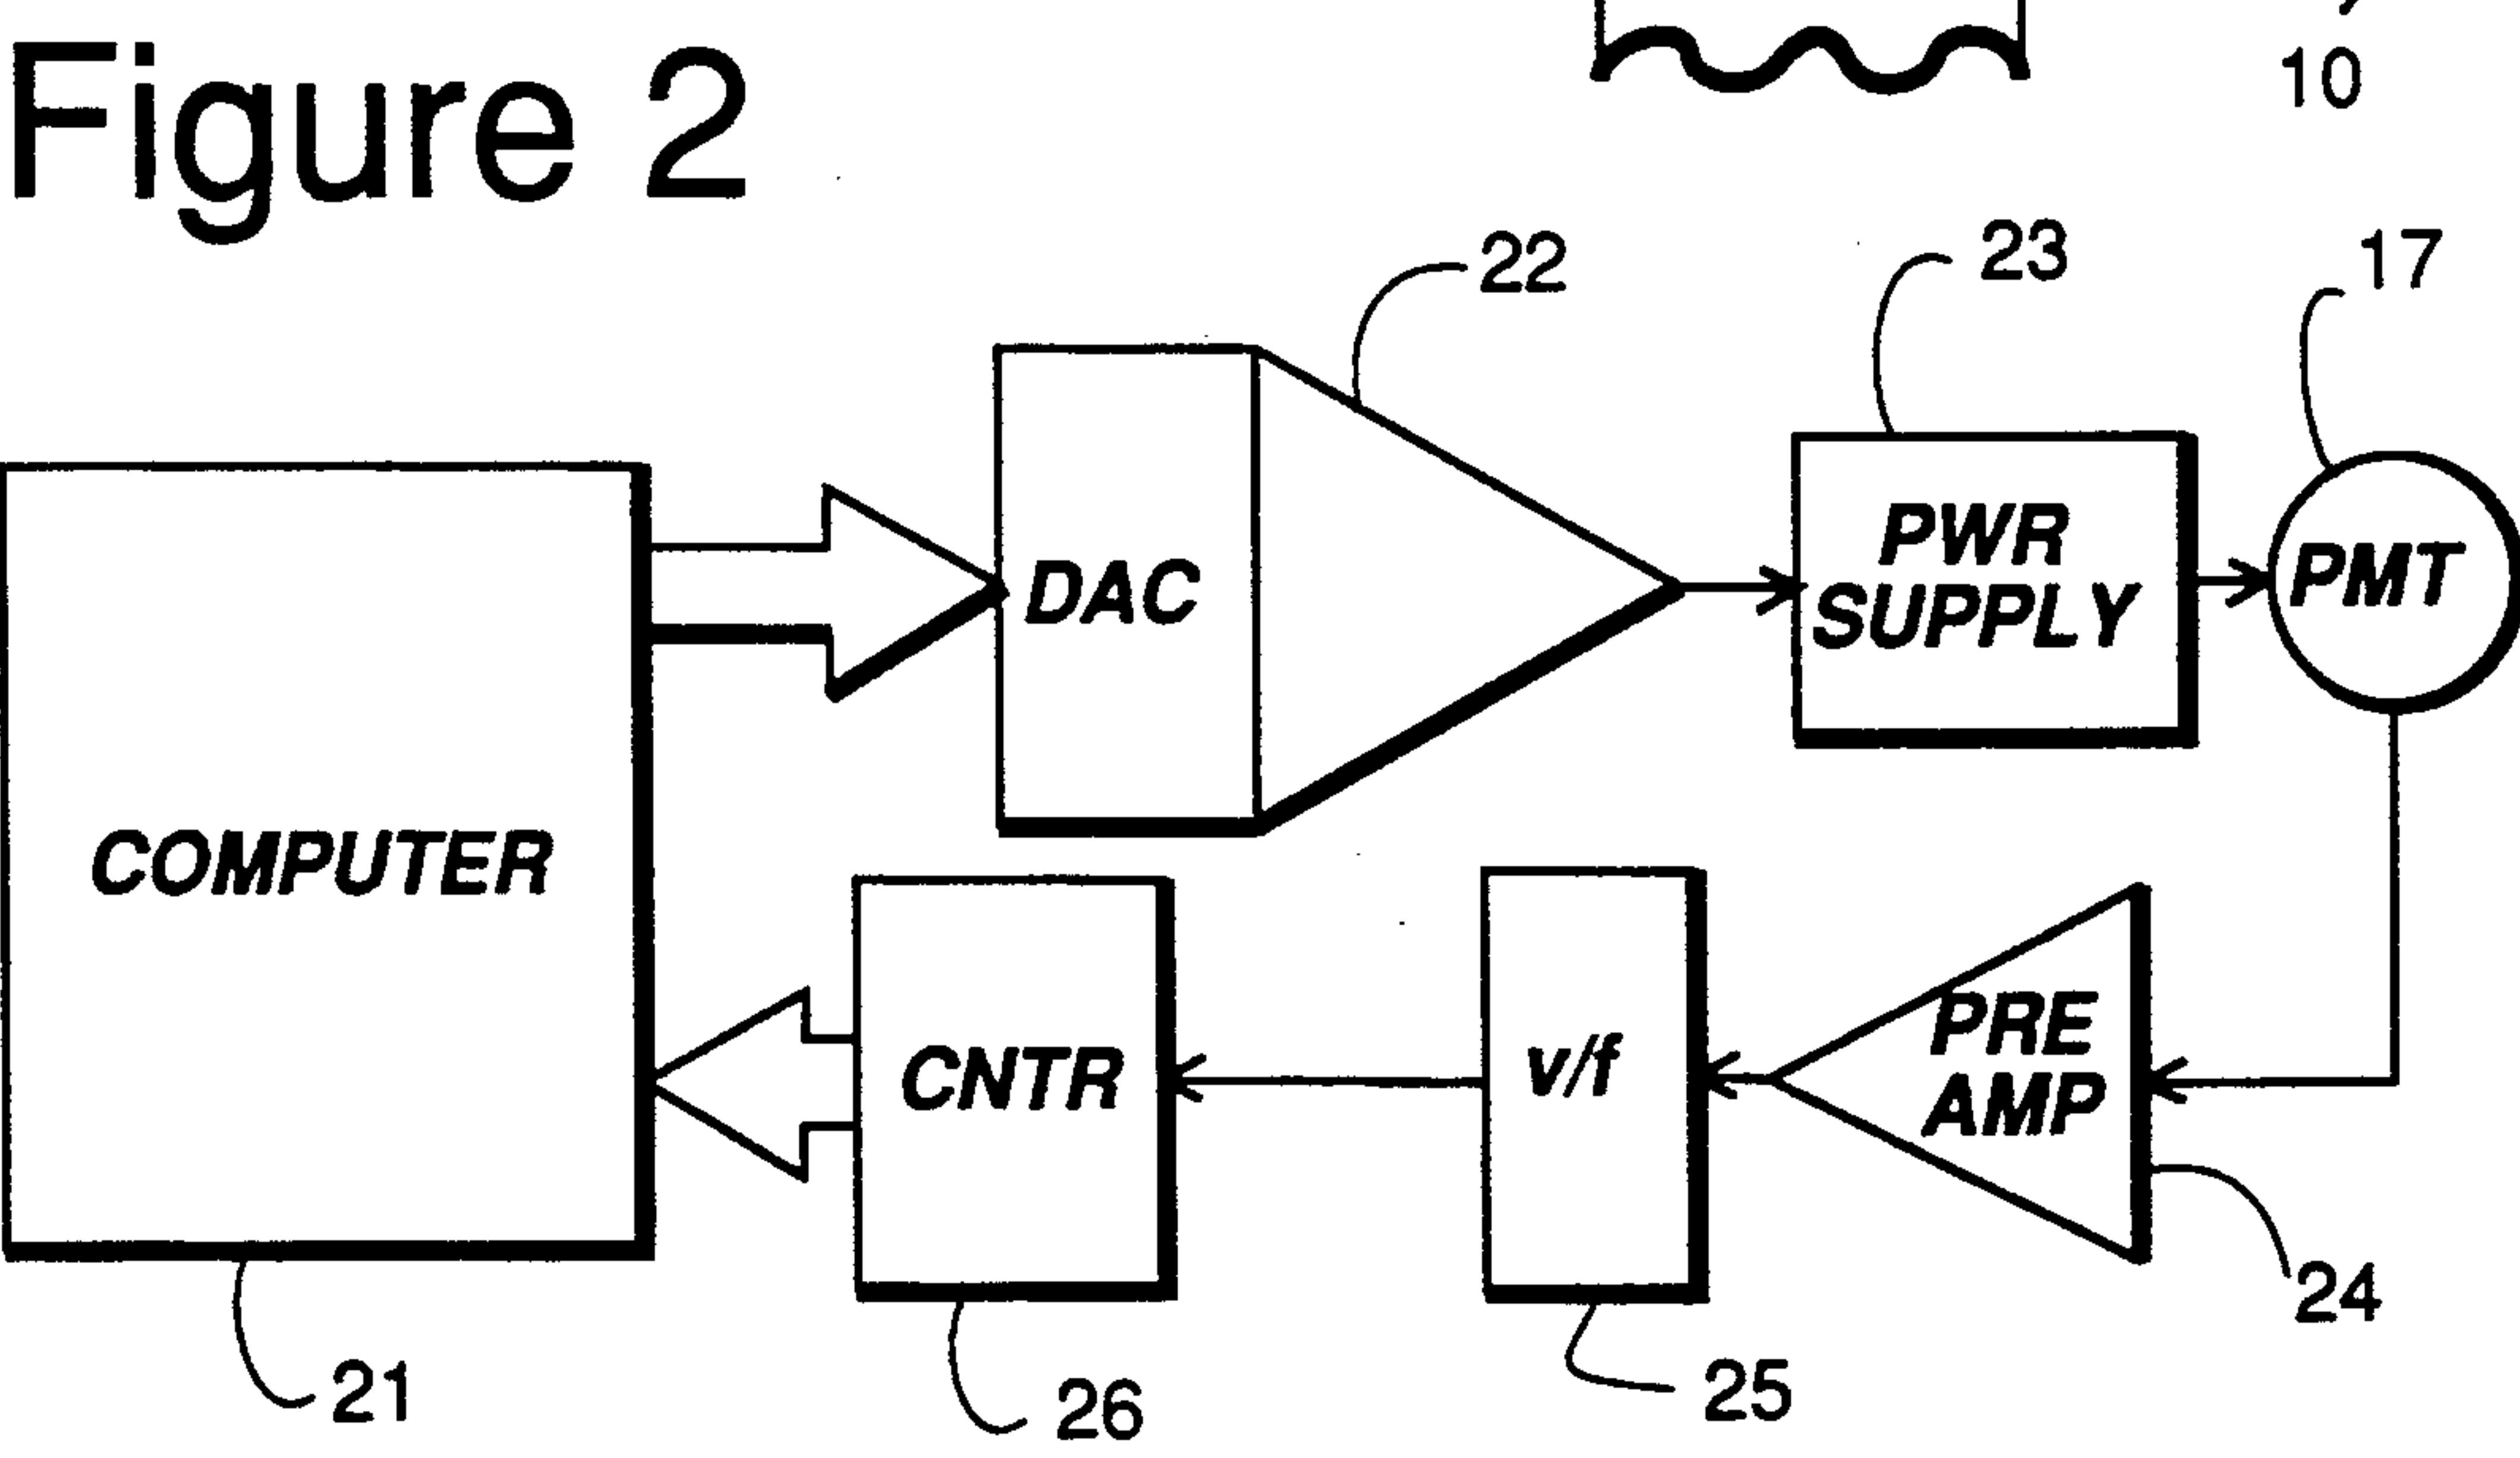 Figure 2
10
22
23
17
DAC
PWR
SUPPLY
PMT
COMPUTER
CNTR
v/f
PRE
AMP
24
21
26
25